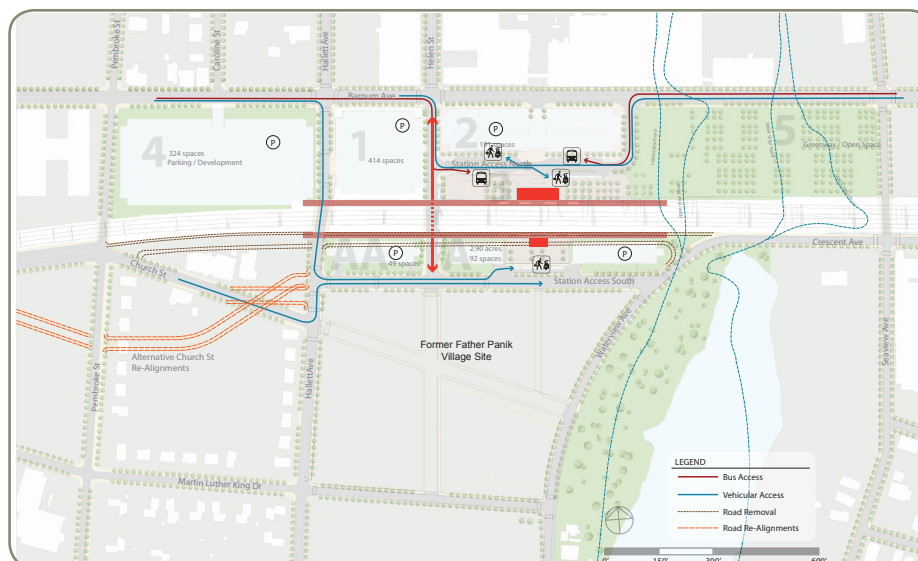 Pembroke St
Caroline St
Hallett Ave
Helen St
Barnum Ave
P
P
P
4
1
2
5
324 spaces
Parking / Development
414 spaces
Station Access North
Greenway / Open Space
P
P
49 spaces
2.90 acres
92 spaces
Crescent Ave
Church St
Station Access South
Alternative Church St
Re-Alignments
Former Father Panik
Village Site
Waterview Ave
Seaview Ave
Pembroke St
Hallett Ave
Martin Luther King Dr
LEGEND
Bus Access
Vehicular Access
Road Removal
Road Re-Alignments
0'
150'
300'
600'